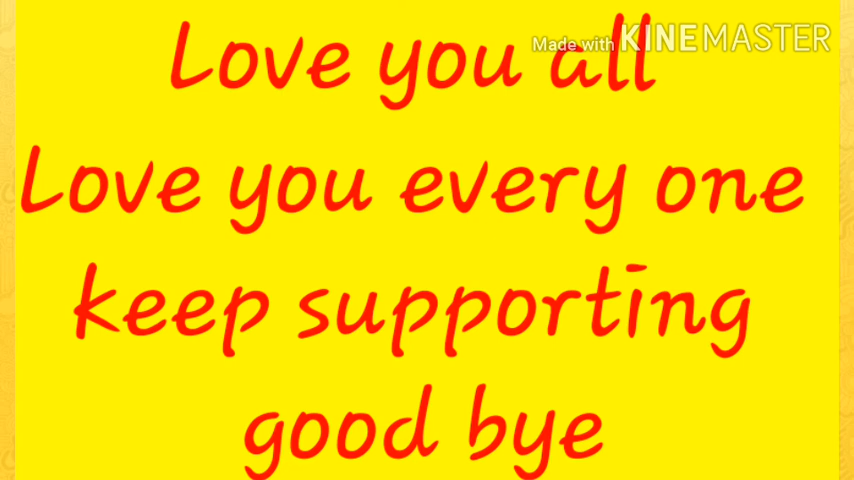 Made with KINEMASTER
Love you all
Love you every one
keep supporting
good bye